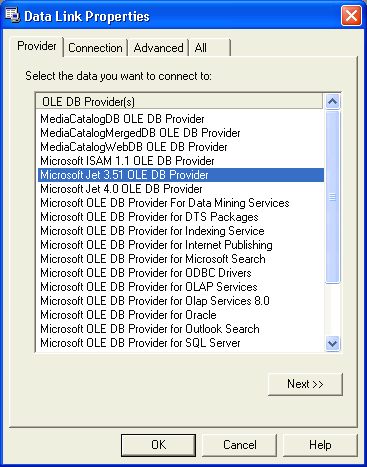 Data Link Properties
Provider Connection Advanced All
Select the data you want to connect to:
OLE DB Provider(s)
MediaCatalogDB OLE DB Provider
MediaCatalogMergedDB OLE DB Provider
MediaCatalogWebDB OLE DB Provider
Microsoft ISAM 1.1 OLE DB Provider
Microsoft Jet 3.51 OLE DB Provider
Microsoft Jet 4.0 OLE DB Provider
Microsoft OLE DB Provider For Data Mining Services
Microsoft OLE DB Provider for DTS Packages
Microsoft OLE DB Provider for Indexing Service
Microsoft OLE DB Provider for Internet Publishing
Microsoft OLE DB Provider for Microsoft Search
Microsoft OLE DB Provider for ODBC Drivers
Microsoft OLE DB Provider for OLAP Services
Microsoft OLE DB Provider for Olap Services 8.0
Microsoft OLE DB Provider for Oracle
Microsoft OLE DB Provider for Outlook Search
Microsoft OLE DB Provider for SQL Server
Next >>
OK Cancel Help